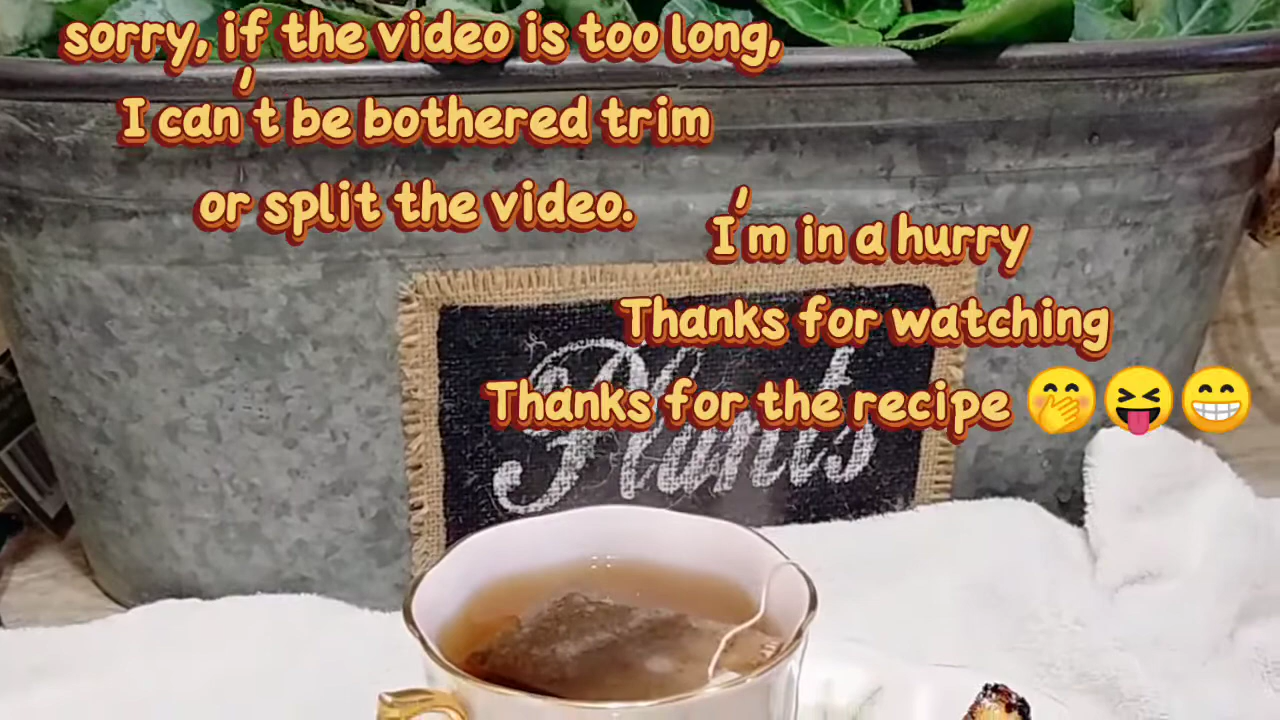 sorry, if the video is too long,
I can't be bothered trim
or split the video.
I'm in a hurry
Thanks for watching
Thanks for the recipe 🤭😝😁
Plants